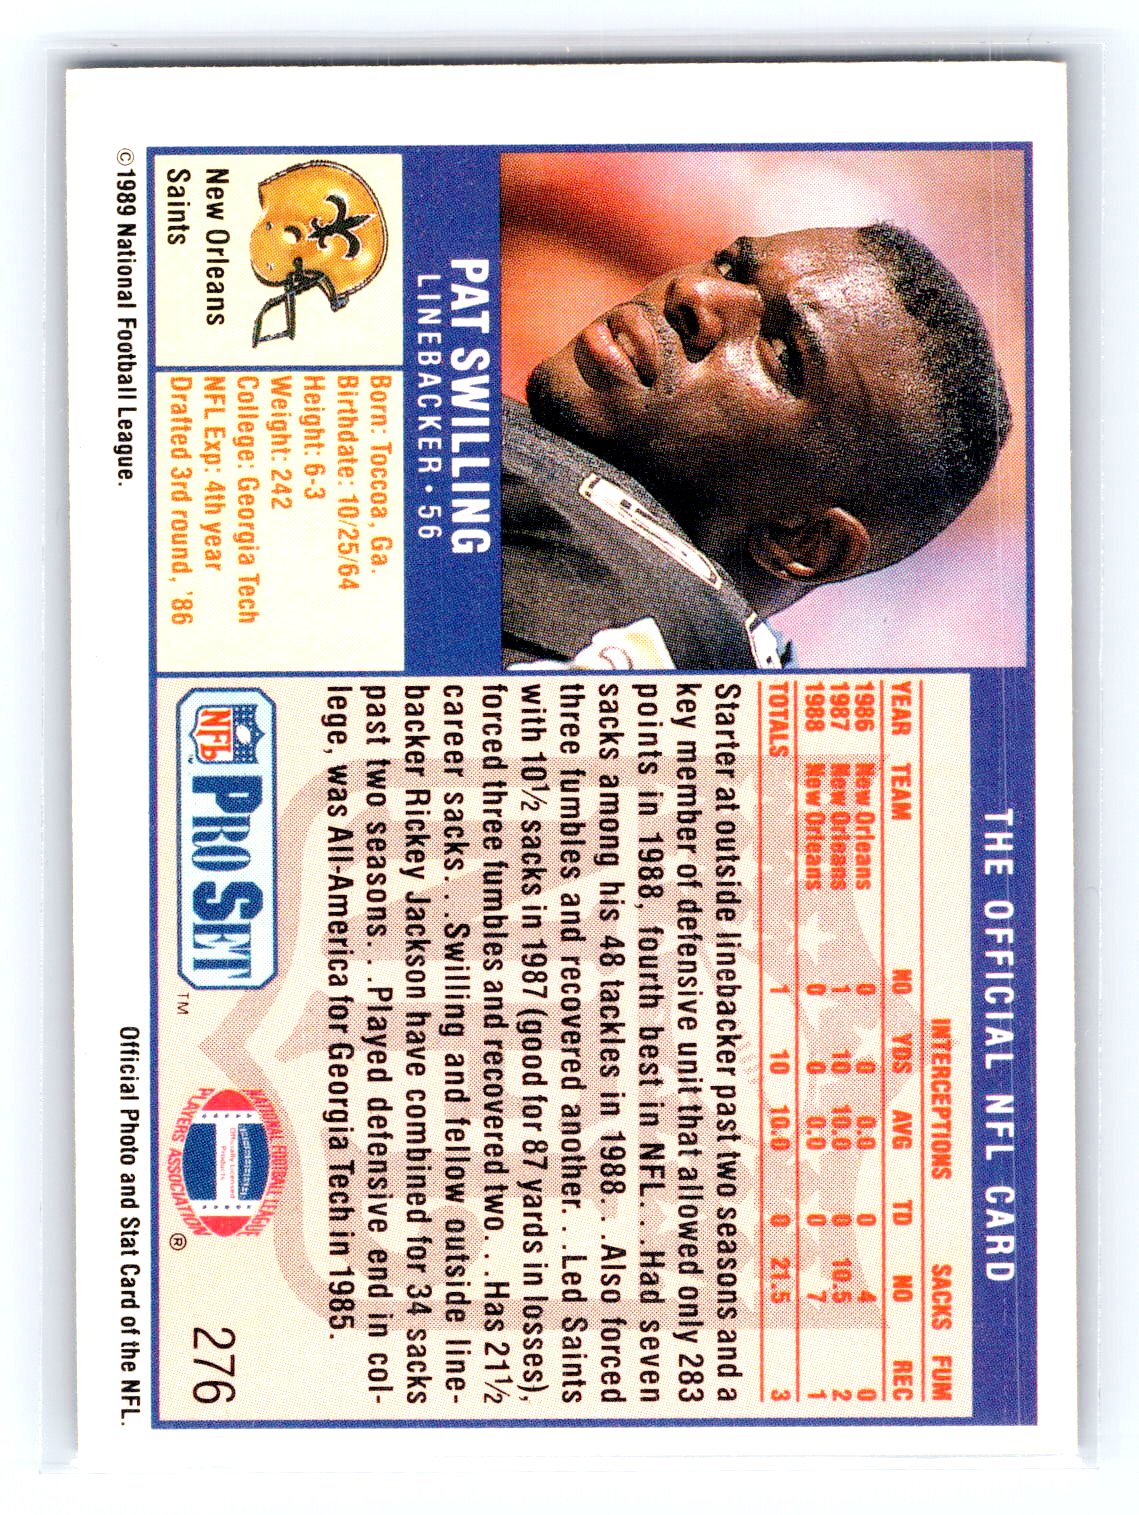 THE OFFICIAL NFL CARD
PAT SWILLING
LINEBACKER • 56
New Orleans
Saints
Born: Toccoa, Ga.
Birthdate: 10/25/64
Height: 6-3
Weight: 242
College: Georgia Tech
NFL Exp: 4th year
Drafted 3rd round, '86
INTERCEPTIONS SACKS FUM
YEAR TEAM NO YDS AVG TD NO REC
1986 New Orleans 0 0 0.0 0 4 0
1987 New Orleans 1 10 10.0 0 10.5 2
1988 New Orleans 0 0 0.0 0 7 1
TOTALS 1 10 10.0 0 21.5 3
Starter at outside linebacker past two seasons and a
key member of defensive unit that allowed only 283
points in 1988, fourth best in NFL. . .Had seven
sacks among his 48 tackles in 1988. . .Also forced
three fumbles and recovered another. . .Led Saints
with 10½ sacks in 1987 (good for 87 yards in losses),
forced three fumbles and recovered two. . .Has 21½
career sacks. . .Swilling and fellow outside line-
backer Rickey Jackson have combined for 34 sacks
past two seasons. . .Played defensive end in col-
lege, was All-America for Georgia Tech in 1985.
NFL PRO SET ™
NATIONAL FOOTBALL LEAGUE
Officially Licensed
Products
PLAYERS ASSOCIATION ®
276
© 1989 National Football League.
Official Photo and Stat Card of the NFL.